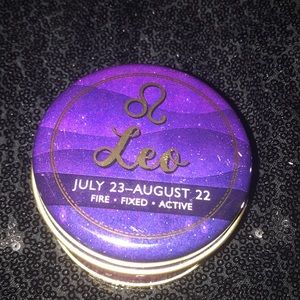 ♌
Leo
JULY 23–AUGUST 22
FIRE • FIXED • ACTIVE